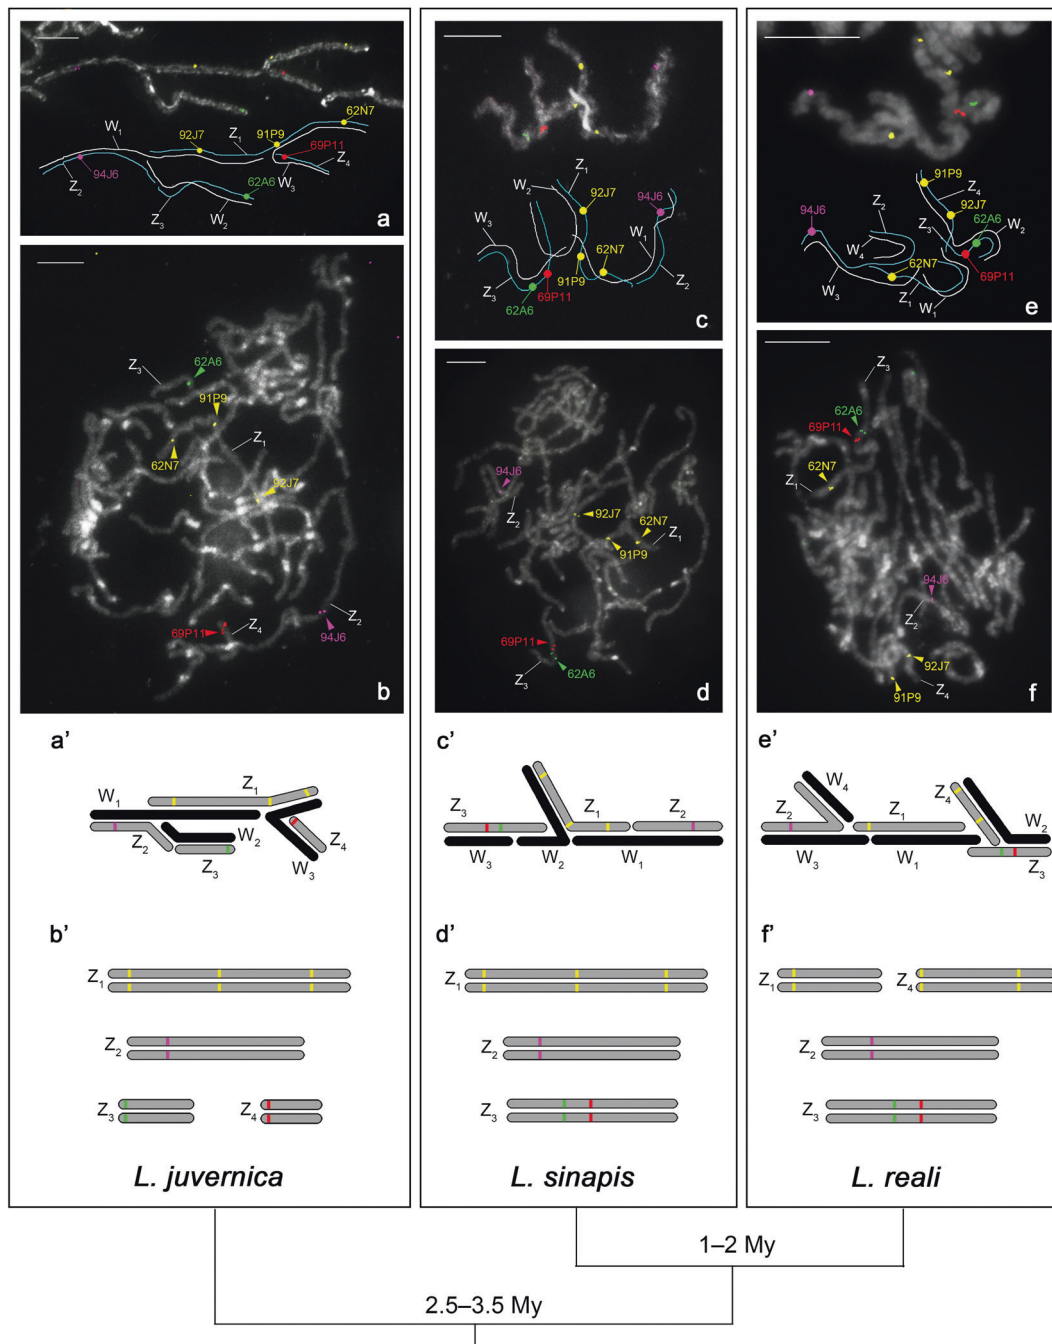 62N7
W1
92J7
Z1
91P9
69P11
Z4
94J6
Z2
W3
62A6
Z3
W2
a
Z3
62A6
91P9
Z1
62N7
92J7
Z2
69P11
Z4
94J6
b
Z1
W2
92J7
94J6
W3
W1
62N7
91P9
Z2
Z3
69P11
62A6
c
94J6
Z2
92J7
62N7
Z1
91P9
69P11
Z3
62A6
d
91P9
Z4
94J6
92J7
62A6
Z2
Z3
W2
W4
62N7
69P11
W3
Z1
W1
e
Z3
62A6
69P11
62N7
Z1
94J6
Z2
92J7
Z4
91P9
f
a’
Z1
W1
W2
Z4
Z2
Z3
W3
b’
Z1
Z2
Z3
Z4
L. juvernica
c’
Z3
Z1
Z2
W3
W2
W1
d’
Z1
Z2
Z3
L. sinapis
e’
W4
Z4
Z2
Z1
W2
W3
W1
Z3
f’
Z1
Z4
Z2
Z3
L. reali
1–2 My
2.5–3.5 My